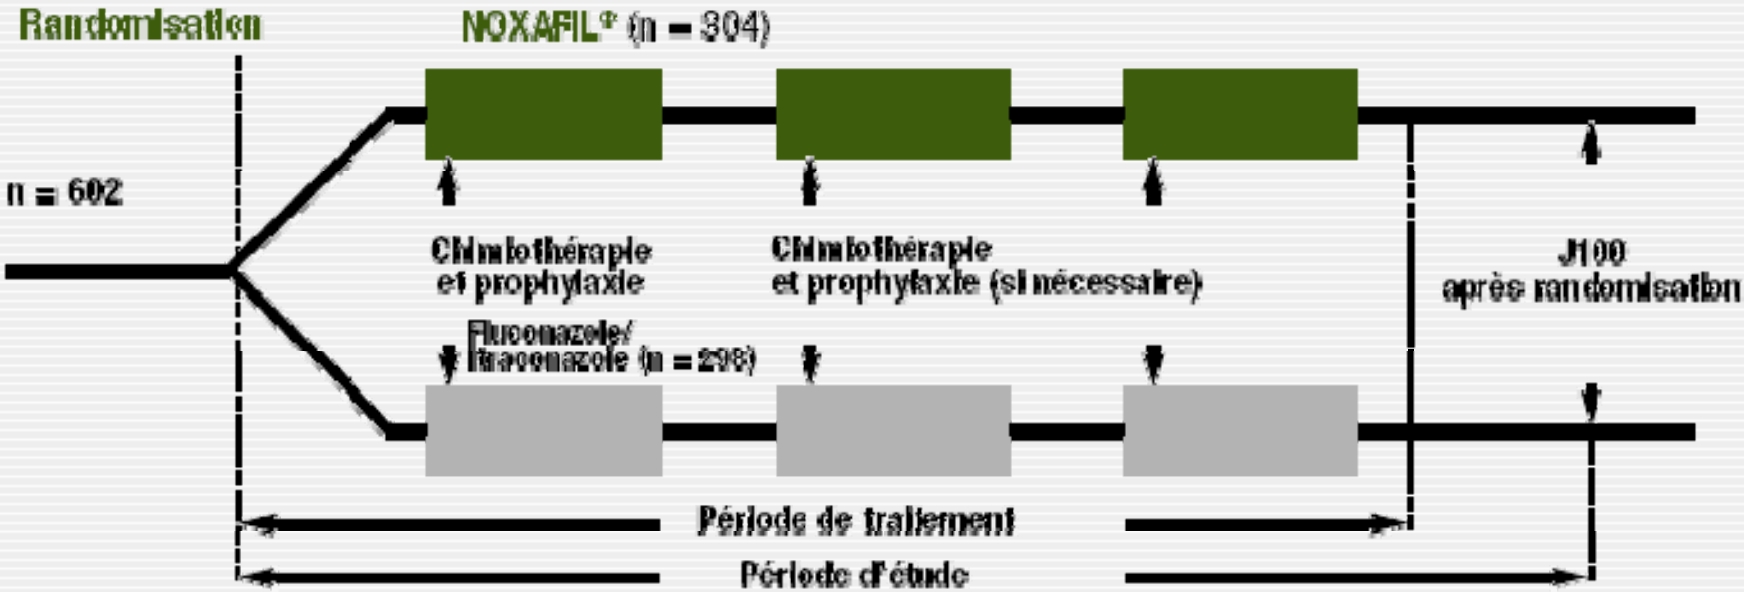 Randomisation
NOXAFIL® (n = 304)
n = 602
Chimiothérapie
et prophylaxie
Chimiothérapie
et prophylaxie (si nécessaire)
J100
après randomisation
Fluconazole/
Itraconazole (n = 298)
Période de traitement
Période d'étude